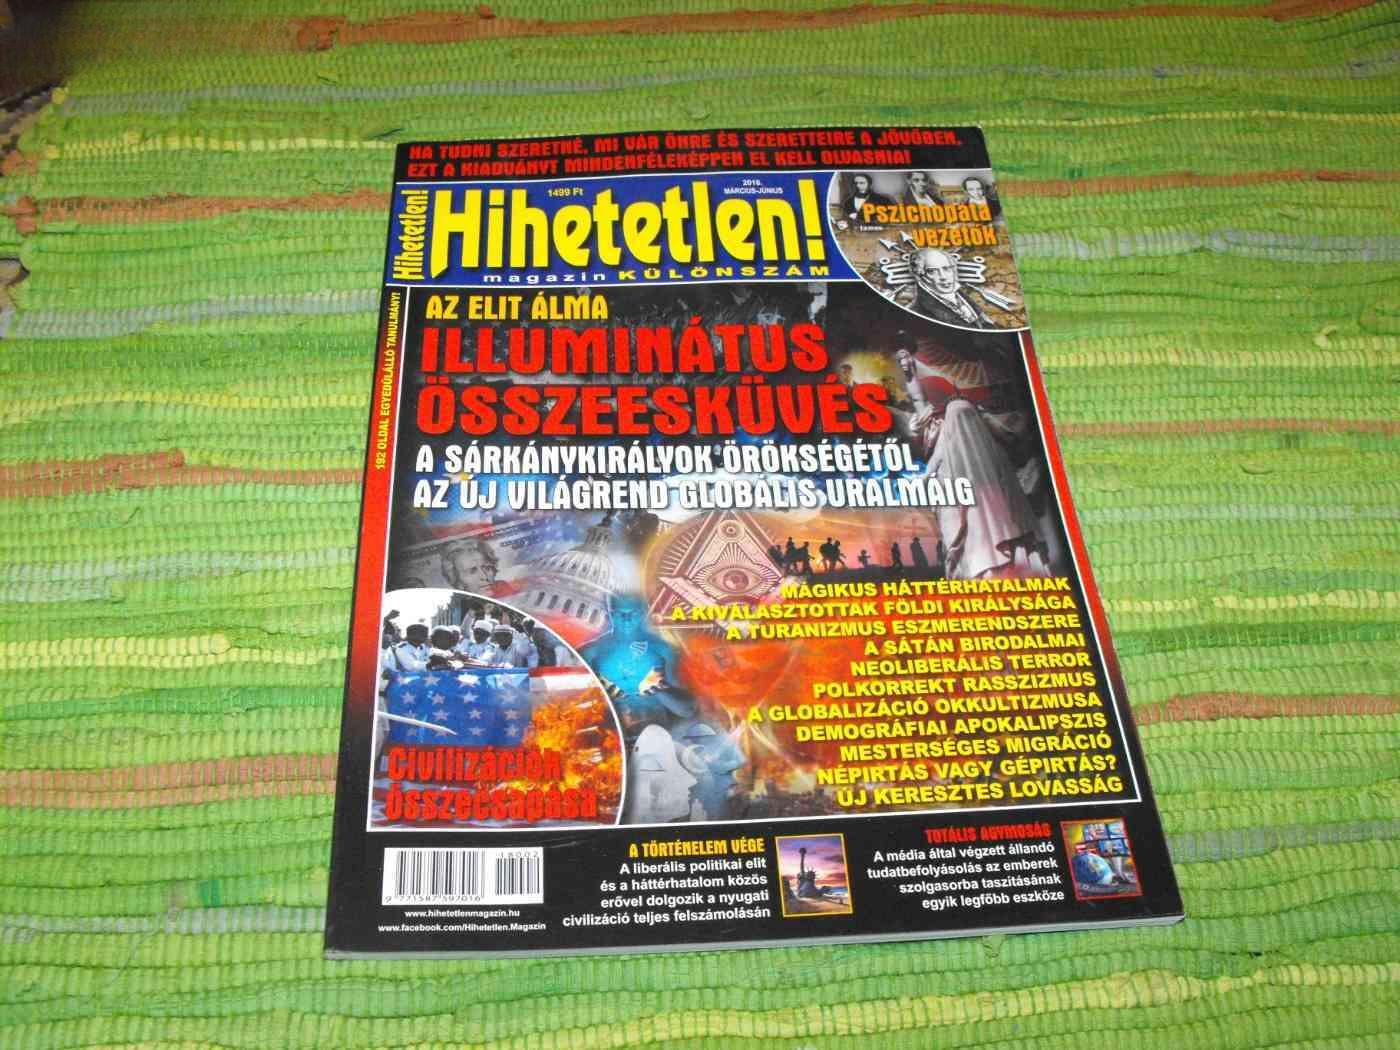 HA TUDNI SZERETNÉ, MI VÁR ÖNRE ÉS SZERETTEIRE A JÖVŐBEN,
EZT A KIADVÁNYT MINDENFÉLEKÉPPEN EL KELL OLVASNIA!
Hihetetlen!
1499 Ft
MÁRCIUS-JÚNIUS
Hihetetlen!
magazin KÜLÖNSZÁM
Pszichopata
vezetők
192 OLDAL EGYEDÜLÁLLÓ TANULMÁNY!
AZ ELIT ÁLMA
ILLUMINÁTUS
ÖSSZEESKÜVÉS
A SÁRKÁNYKIRÁLYOK ÖRÖKSÉGÉTŐL
AZ ÚJ VILÁGREND GLOBÁLIS URALMÁIG
MÁGIKUS HÁTTÉRHATALMAK
A KIVÁLASZTOTTAK FÖLDI KIRÁLYSÁGA
A TURANIZMUS ESZMERENDSZERE
A SÁTÁN BIRODALMAI
NEOLIBERÁLIS TERROR
POLKORREKT RASSZIZMUS
A GLOBALIZÁCIÓ OKKULTIZMUSA
DEMOGRÁFIAI APOKALIPSZIS
MESTERSÉGES MIGRÁCIÓ
NÉPIRTÁS VAGY GÉPIRTÁS?
ÚJ KERESZTES LOVASSÁG
Civilizációk
összecsapása
18002
9 771587 597016
www.hihetetlenmagazin.hu
www.facebook.com/Hihetetlen.Magazin
A TÖRTÉNELEM VÉGE
A liberális politikai elit
és a háttérhatalom közös
erővel dolgozik a nyugati
civilizáció teljes felszámolásán
TOTÁLIS AGYMOSÁS
A média által végzett állandó
tudatbefolyásolás az emberek
szolgasorba taszításának
egyik legfőbb eszköze